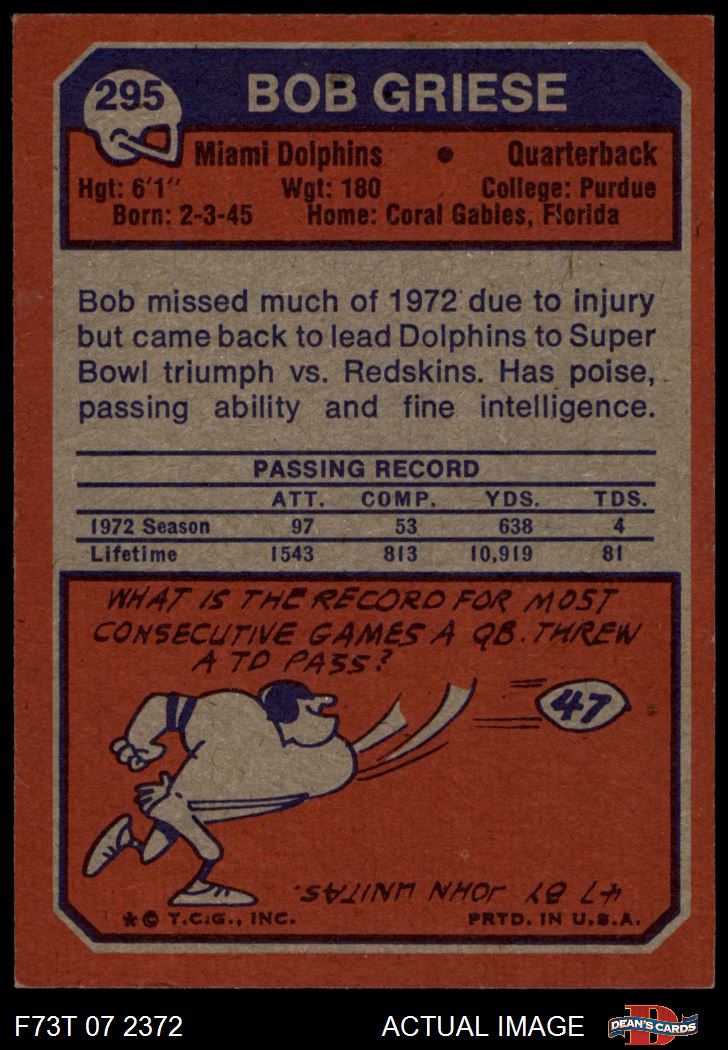 295
BOB GRIESE
Miami Dolphins • Quarterback
Hgt: 6'1" Wgt: 180 College: Purdue
Born: 2-3-45 Home: Coral Gables, Florida
Bob missed much of 1972 due to injury
but came back to lead Dolphins to Super
Bowl triumph vs. Redskins. Has poise,
passing ability and fine intelligence.
PASSING RECORD
ATT. COMP. YDS. TDS.
1972 Season 97 53 638 4
Lifetime 1543 813 10,919 81
WHAT IS THE RECORD FOR MOST
CONSECUTIVE GAMES A QB. THREW
A TD PASS?
47
47 BY JOHN UNITAS.
* © T.C.G., INC. PRTD. IN U.S.A.
F73T 07 2372 ACTUAL IMAGE
D
DEAN'S CARDS